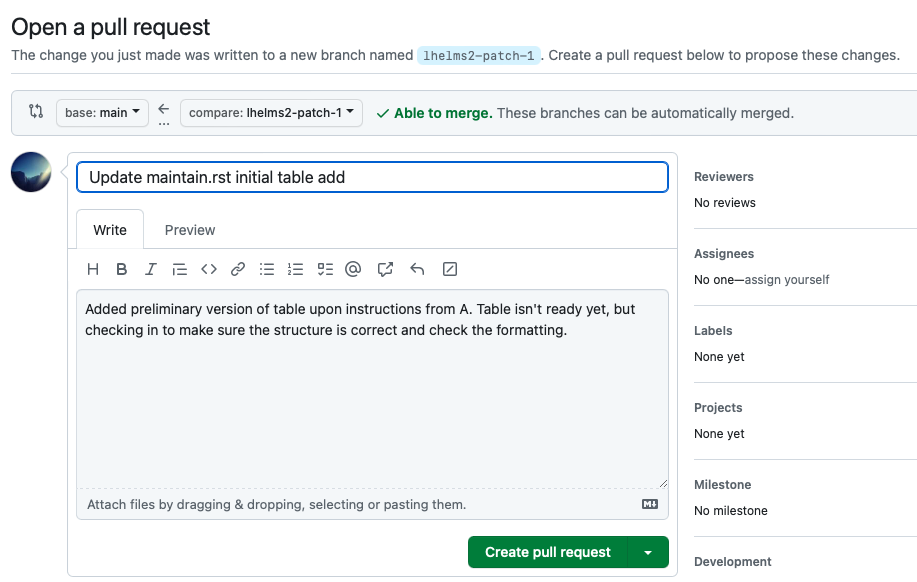 Open a pull request
The change you just made was written to a new branch named lhelms2-patch-1. Create a pull request below to propose these changes.
base: main
...
compare: lhelms2-patch-1
Able to merge. These branches can be automatically merged.
Update maintain.rst initial table add
Write
Preview
Added preliminary version of table upon instructions from A. Table isn't ready yet, but
checking in to make sure the structure is correct and check the formatting.
Attach files by dragging & dropping, selecting or pasting them.
Create pull request
Reviewers
No reviews
Assignees
No one—assign yourself
Labels
None yet
Projects
None yet
Milestone
No milestone
Development